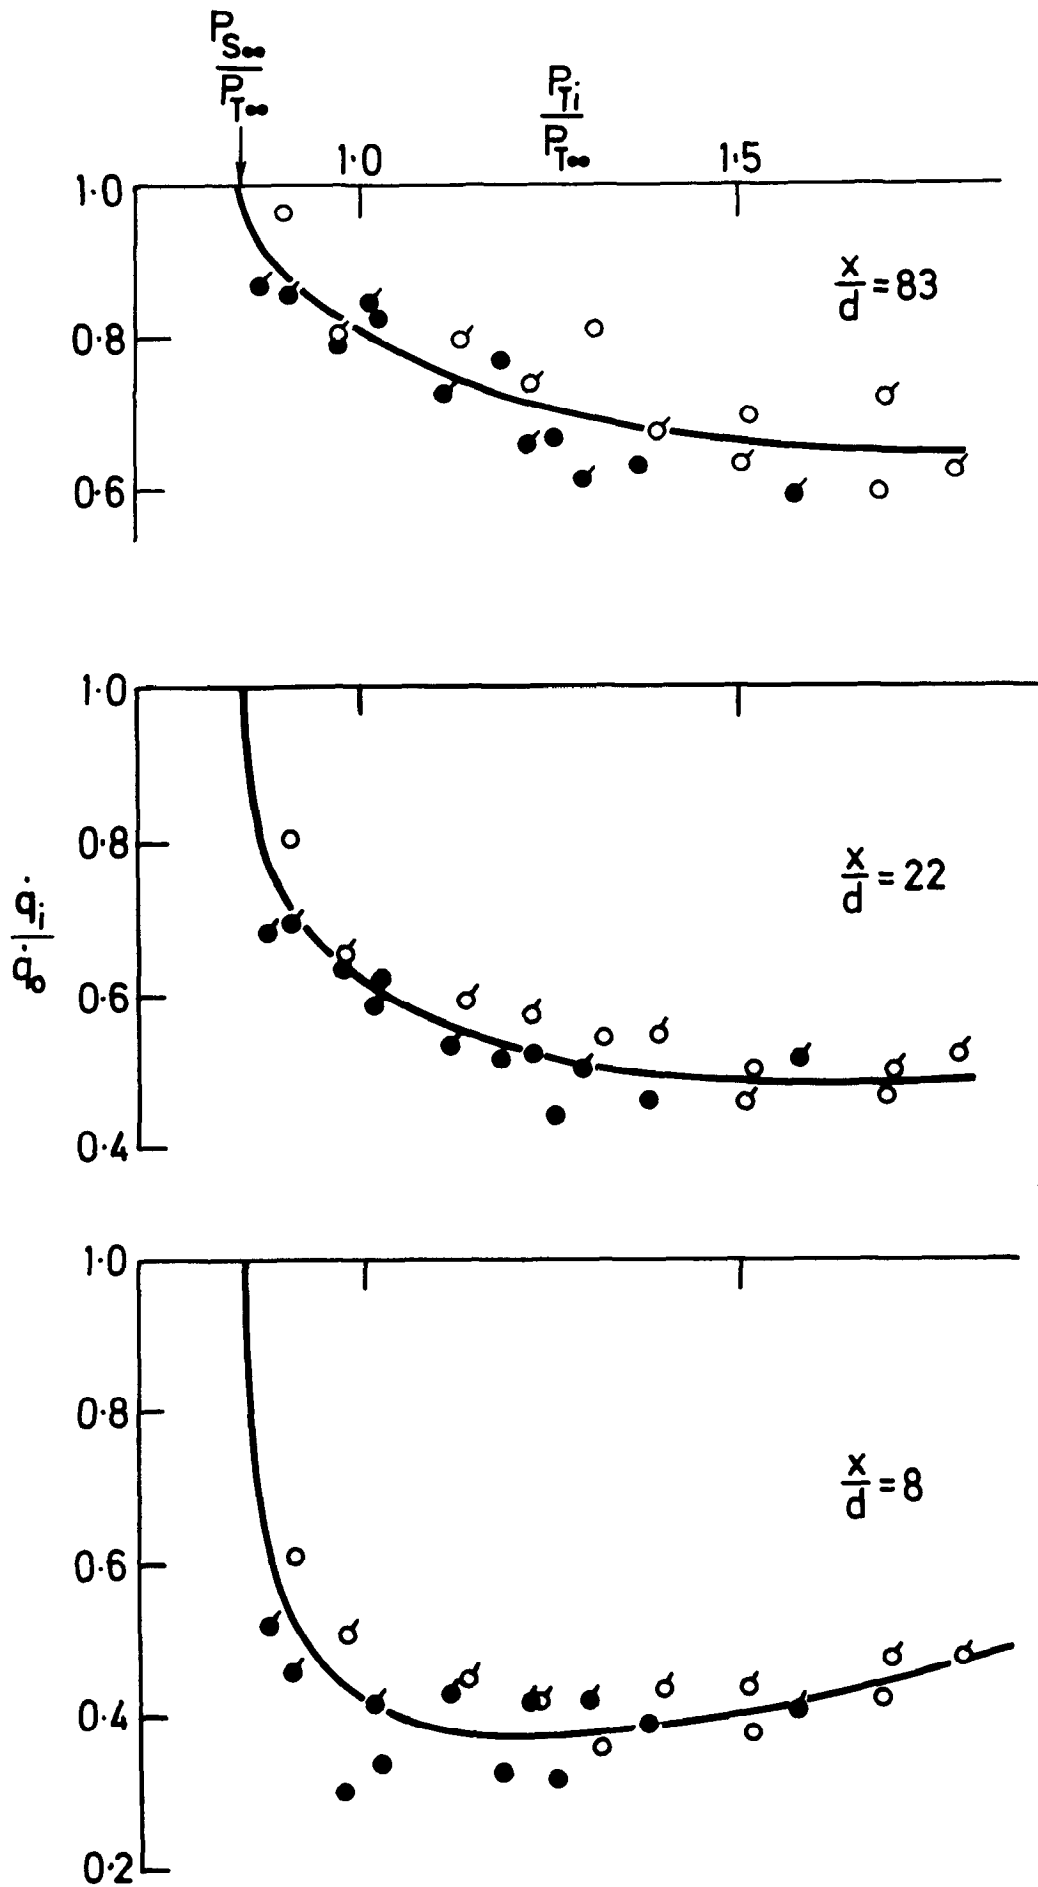 P_S∞ / P_T∞
P_Ti / P_T∞
1·0 1·5
1·0
x/d = 83
0·8
0·6
1·0
0·8
x/d = 22
q̇_i / q̇_o
0·6
0·4
1·0
0·8
x/d = 8
0·6
0·4
0·2